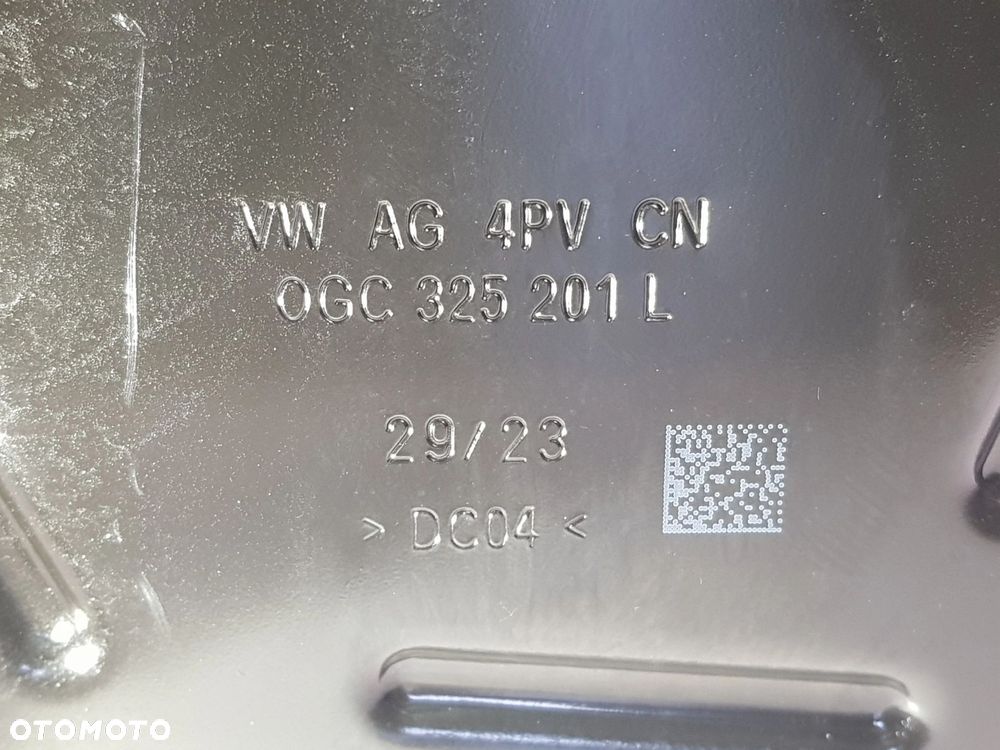 VW AG 4PV CN
0GC 325 201 L
29/23
> DC04 <
OTOMOTO